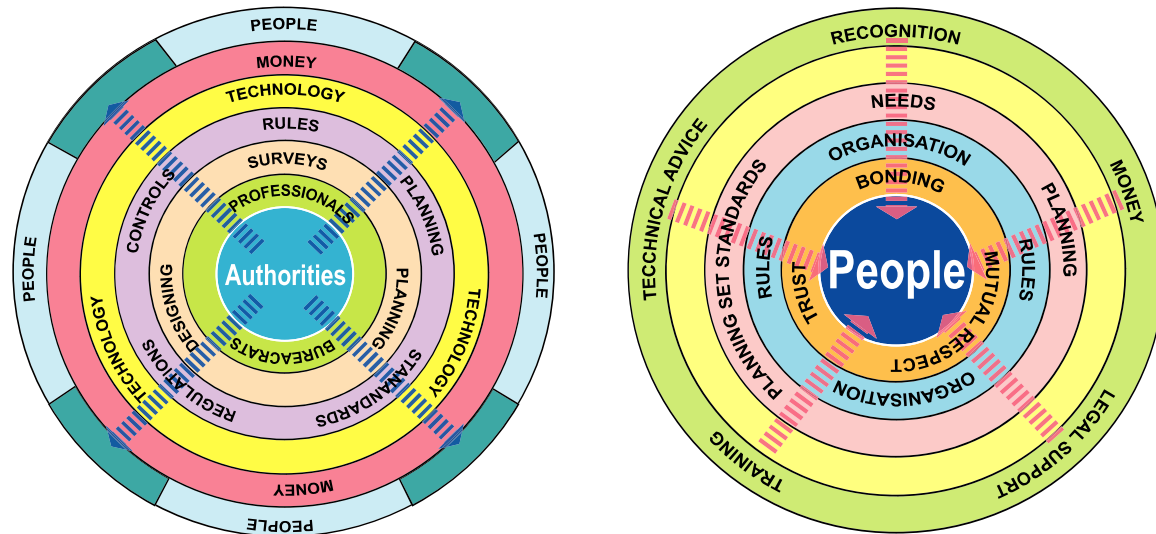 PEOPLE
MONEY
TECHNOLOGY
RULES
SURVEYS
PROFESSIONALS
Authorities
BUREACRATS
CONTROLS
PLANNING
DESIGNING
PLANNING
TECHNOLOGY
TECHNOLOGY
REGULATIONS
STANANDARDS
MONEY
PEOPLE
PEOPLE
PEOPLE
RECOGNITION
NEEDS
ORGANISATION
BONDING
People
TECCHNICAL ADVICE
MONEY
PLANNING SET STANDARDS
PLANNING
RULES
RULES
TRUST
MUTUAL RESPECT
ORGANISATION
TRAINING
LEGAL SUPPORT